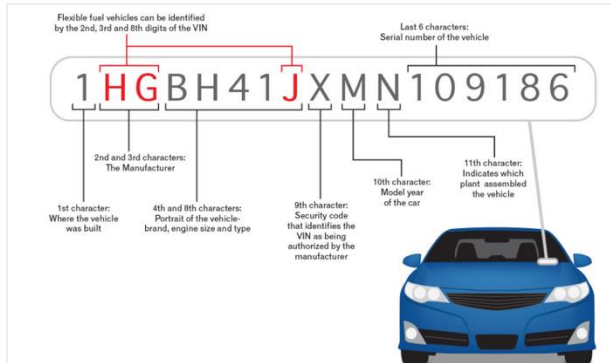 Flexible fuel vehicles can be identified
by the 2nd, 3rd and 8th digits of the VIN
Last 6 characters:
Serial number of the vehicle
1HGBH41JXMN109186
2nd and 3rd characters:
The Manufacturer
11th character:
Indicates which
plant assembled
the vehicle
10th character:
Model year
of the car
1st character:
Where the vehicle
was built
4th and 8th characters:
Portrait of the vehicle-
brand, engine size and type
9th character:
Security code
that identifies the
VIN as being
authorized by the
manufacturer